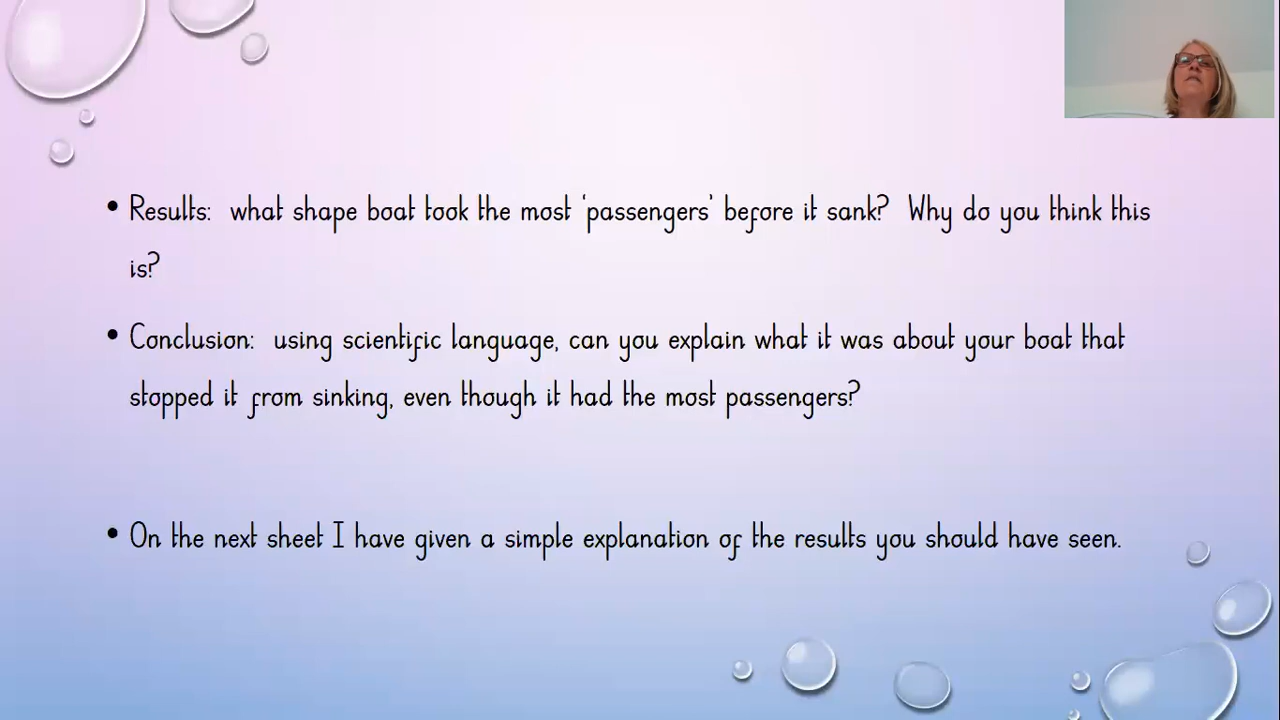 • Results:  what shape boat took the most ‘passengers’ before it sank?  Why do you think this
is?
• Conclusion:  using scientific language, can you explain what it was about your boat that
stopped it from sinking, even though it had the most passengers?
• On the next sheet I have given a simple explanation of the results you should have seen.